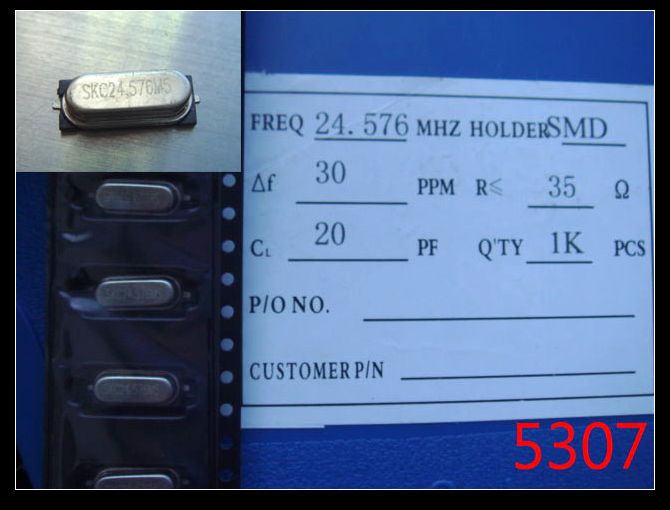 SKC24.576M5
FREQ 24.576 MHZ HOLDER SMD
Δf 30 PPM R≤ 35 Ω
CL 20 PF Q'TY 1K PCS
P/O NO.
CUSTOMER P/N
5307